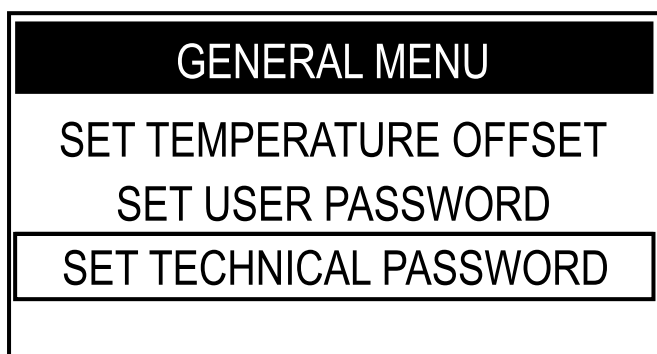 GENERAL MENU
SET TEMPERATURE OFFSET
SET USER PASSWORD
SET TECHNICAL PASSWORD